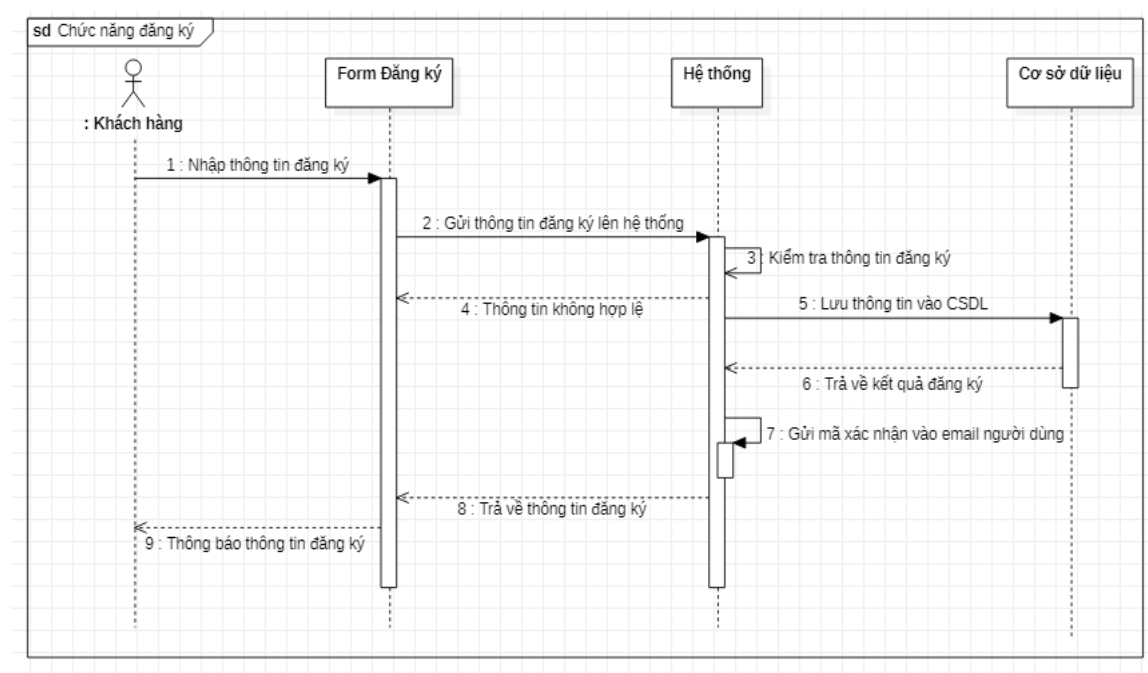 sd Chức năng đăng ký
Form Đăng ký
Hệ thống
Cơ sở dữ liệu
: Khách hàng
1 : Nhập thông tin đăng ký
2 : Gửi thông tin đăng ký lên hệ thống
3 : Kiểm tra thông tin đăng ký
4 : Thông tin không hợp lệ
5 : Lưu thông tin vào CSDL
6 : Trả về kết quả đăng ký
7 : Gửi mã xác nhận vào email người dùng
8 : Trả về thông tin đăng ký
9 : Thông báo thông tin đăng ký